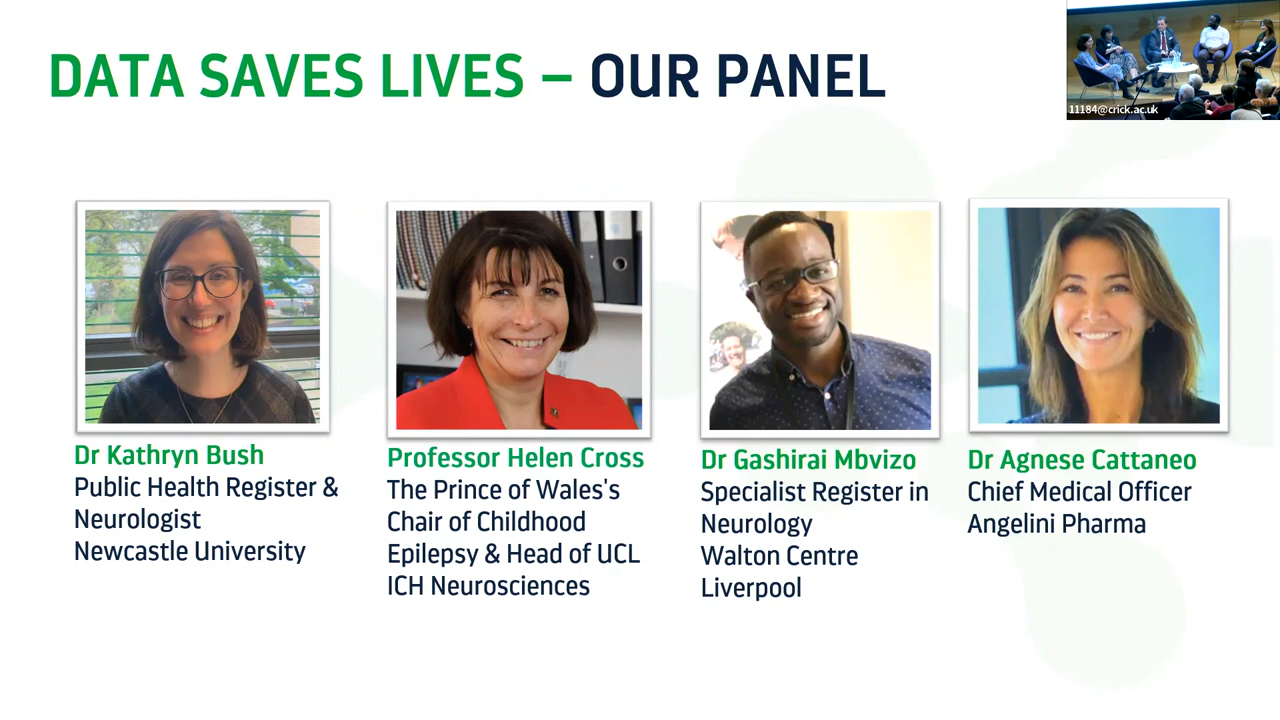 DATA SAVES LIVES – OUR PANEL
11184@crick.ac.uk
Dr Kathryn Bush
Public Health Register &
Neurologist
Newcastle University
Professor Helen Cross
The Prince of Wales's
Chair of Childhood
Epilepsy & Head of UCL
ICH Neurosciences
Dr Gashirai Mbvizo
Specialist Register in
Neurology
Walton Centre
Liverpool
Dr Agnese Cattaneo
Chief Medical Officer
Angelini Pharma